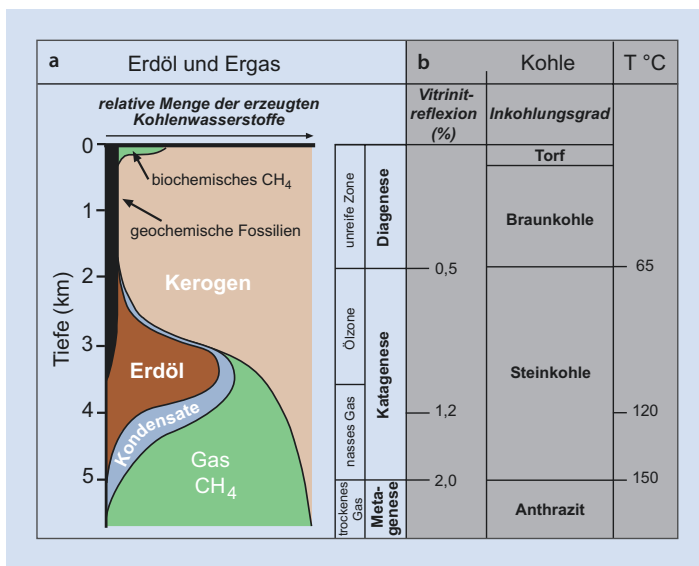 a Erdöl und Ergas
b Kohle T °C
relative Menge der erzeugten
Kohlenwasserstoffe
Vitrinit-
reflexion
(%)
Inkohlungsgrad
Tiefe (km)
0
1
2
3
4
5
biochemisches CH₄
geochemische Fossilien
Kerogen
Erdöl
Kondensate
Gas
CH₄
unreife Zone
Ölzone
nasses Gas
trockenes
Gas
Diagenese
Katagenese
Meta-
genese
0,5
1,2
2,0
Torf
Braunkohle
Steinkohle
Anthrazit
65
120
150